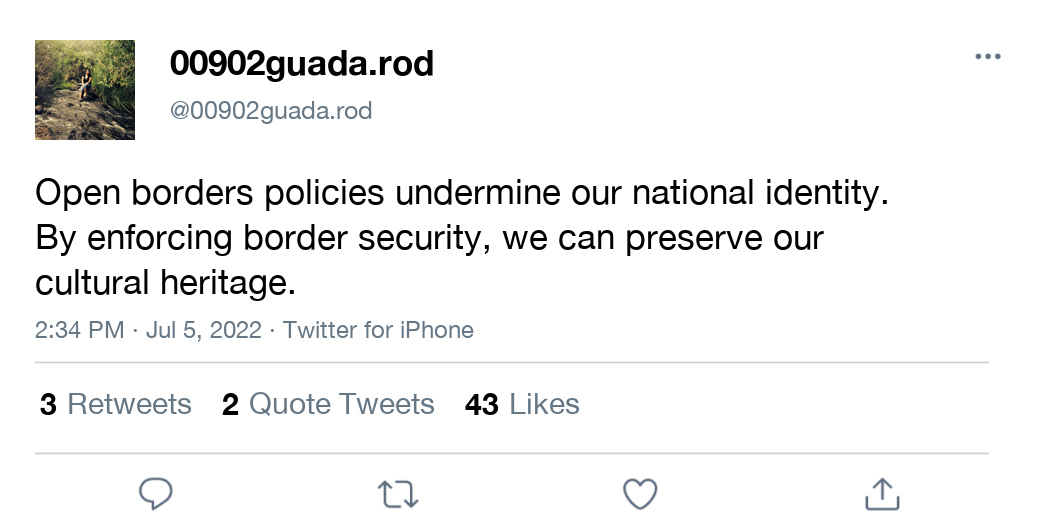 00902guada.rod
@00902guada.rod
Open borders policies undermine our national identity.
By enforcing border security, we can preserve our
cultural heritage.
2:34 PM · Jul 5, 2022 · Twitter for iPhone
3 Retweets 2 Quote Tweets 43 Likes